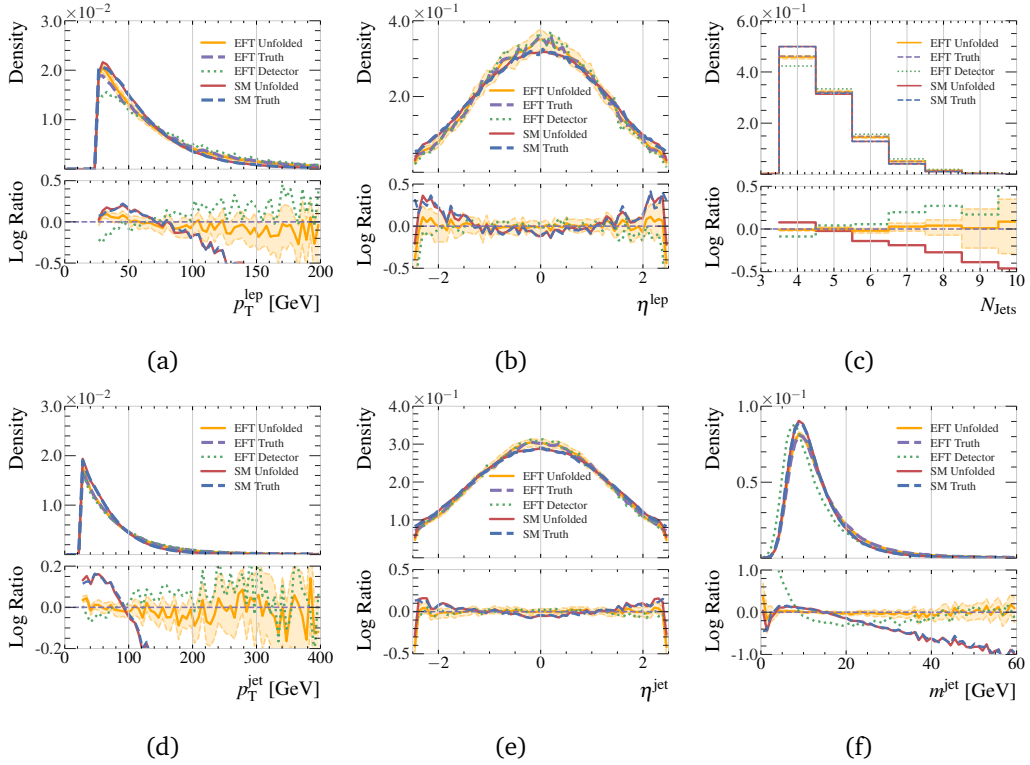 ×10⁻²
3.0
2.0
1.0
0.0
Density
EFT Unfolded
EFT Truth
EFT Detector
SM Unfolded
SM Truth
0.5
0.0
-0.5
Log Ratio
0 50 100 150 200
p_T^lep [GeV]
(a)
×10⁻¹
4.0
3.0
2.0
1.0
Density
EFT Unfolded
EFT Truth
EFT Detector
SM Unfolded
SM Truth
0.5
0.0
-0.5
Log Ratio
−2 0 2
η^lep
(b)
×10⁻¹
6.0
4.0
2.0
0.0
Density
EFT Unfolded
EFT Truth
EFT Detector
SM Unfolded
SM Truth
0.5
0.0
-0.5
Log Ratio
3 4 5 6 7 8 9 10
N_Jets
(c)
×10⁻²
4.0
3.0
2.0
1.0
0.0
Density
EFT Unfolded
EFT Truth
EFT Detector
SM Unfolded
SM Truth
0.2
0.0
-0.2
Log Ratio
0 100 200 300 400
p_T^jet [GeV]
(d)
×10⁻¹
4.0
3.0
2.0
1.0
Density
EFT Unfolded
EFT Truth
EFT Detector
SM Unfolded
SM Truth
0.5
0.0
-0.5
Log Ratio
−2 0 2
η^jet
(e)
×10⁻¹
1.0
0.5
0.0
Density
EFT Unfolded
EFT Truth
EFT Detector
SM Unfolded
SM Truth
1.0
0.0
-1.0
Log Ratio
0 20 40 60
m^jet [GeV]
(f)